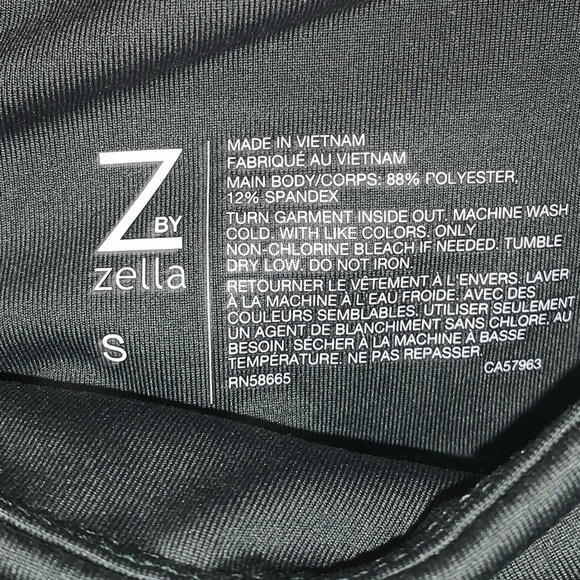 Z BY
zella
S
MADE IN VIETNAM
FABRIQUÉ AU VIETNAM
MAIN BODY/CORPS: 88% POLYESTER,
12% SPANDEX
TURN GARMENT INSIDE OUT. MACHINE WASH
COLD. WITH LIKE COLORS. ONLY
NON-CHLORINE BLEACH IF NEEDED. TUMBLE
DRY LOW. DO NOT IRON.
RETOURNER LE VÊTEMENT À L'ENVERS. LAVER
À LA MACHINE À L'EAU FROIDE. AVEC DES
COULEURS SEMBLABLES. UTILISER SEULEMENT
UN AGENT DE BLANCHIMENT SANS CHLORE. AU
BESOIN. SÉCHER À LA MACHINE À BASSE
TEMPÉRATURE. NE PAS REPASSER.
RN58665 CA57963